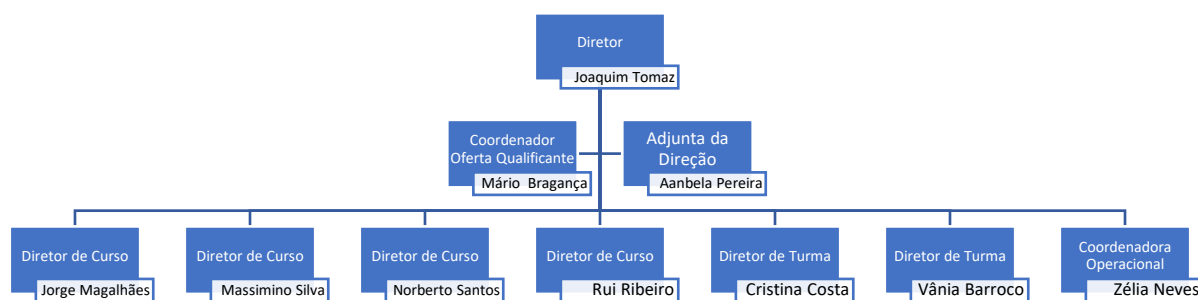 Diretor
Joaquim Tomaz
Coordenador
Oferta Qualificante
Mário Bragança
Adjunta da
Direção
Aanbela Pereira
Diretor de Curso
Jorge Magalhães
Diretor de Curso
Massimino Silva
Diretor de Curso
Norberto Santos
Diretor de Curso
Rui Ribeiro
Diretor de Turma
Cristina Costa
Diretor de Turma
Vânia Barroco
Coordenadora
Operacional
Zélia Neves